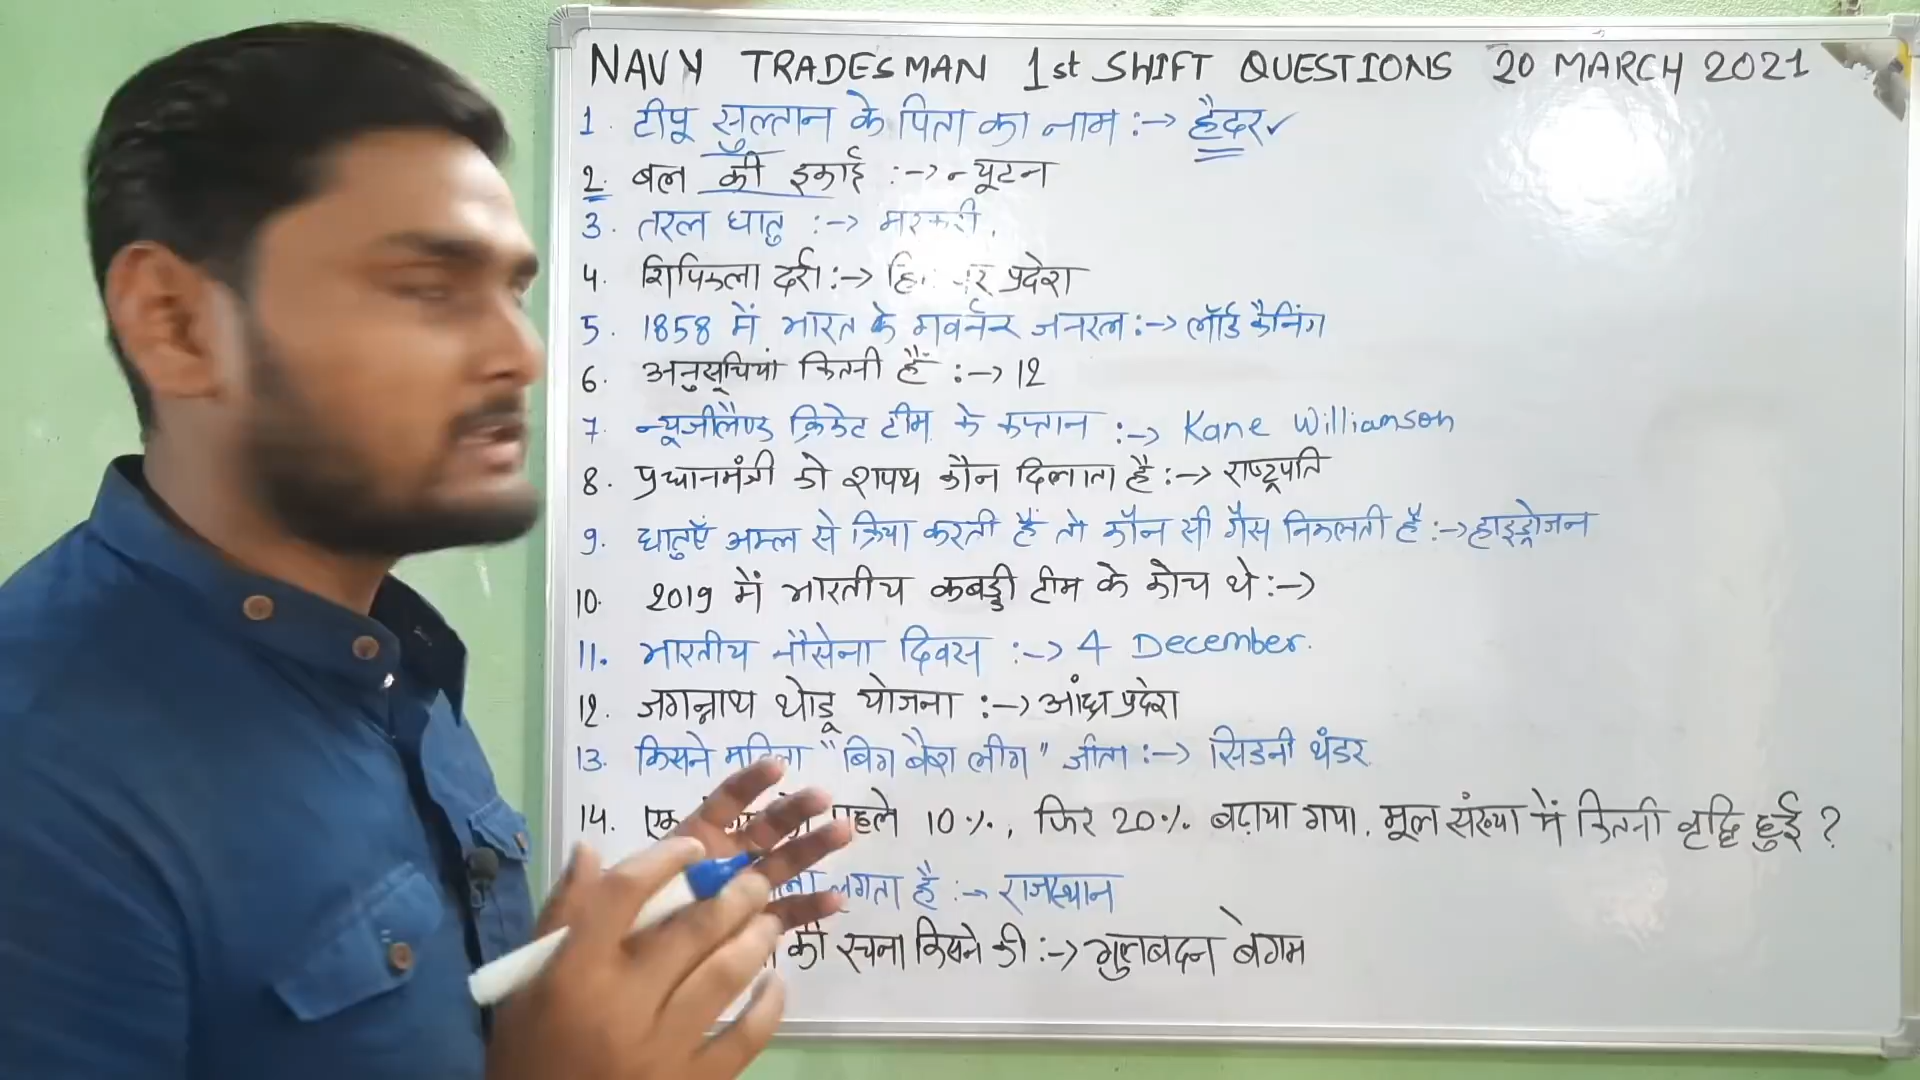 NAVY TRADESMAN 1st SHIFT QUESTIONS 20 MARCH 2021
1. टीपू सुल्तान के पिता का नाम :→ हैदर✓
2. बल की इकाई :→ न्यूटन
3. तरल धातु :→ मरकरी.
4. शिपकिला दर्रा :→ प्रदेश
5. 1858 में भारत के गवर्नर जनरल :→ लॉर्ड कैनिंग
6. अनुसूचियां कितनी हैं :→ 12
7. न्यूजीलैण्ड क्रिकेट टीम के कप्तान :→ Kane Williamson
8. प्रधानमंत्री को शपथ कौन दिलाता है :→ राष्ट्रपति
9. धातुएँ अम्ल से क्रिया करती हैं तो कौन सी गैस निकलती है :→ हाइड्रोजन
10. 2019 में भारतीय कबड्डी टीम के कोच थे :→
11. भारतीय नौसेना दिवस :→ 4 December.
12. जगन्नाथ थोडू योजना :→ आंध्र प्रदेश
13. किसने महिला "बिग बैश लीग" जीता :→ सिडनी थंडर
14. पहले 10%, फिर 20% बढ़ाया गया. मूल संख्या में कितनी वृद्धि हुई ?
लगता है :→ राजस्थान
की रचना किसने की :→ गुलबदन बेगम